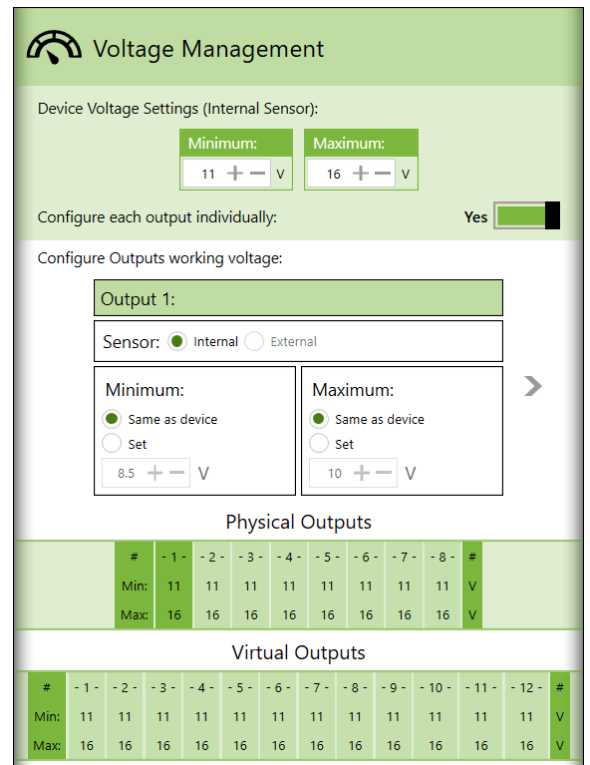 Voltage Management
Device Voltage Settings (Internal Sensor):
Minimum: Maximum:
11 + − V 16 + − V
Configure each output individually: Yes
Configure Outputs working voltage:
Output 1:
Sensor: Internal External
Minimum: Maximum:
Same as device Same as device
Set Set
8.5 + − V 10 + − V
Physical Outputs
# - 1 - - 2 - - 3 - - 4 - - 5 - - 6 - - 7 - - 8 - #
Min: 11 11 11 11 11 11 11 11 V
Max: 16 16 16 16 16 16 16 16 V
Virtual Outputs
# - 1 - - 2 - - 3 - - 4 - - 5 - - 6 - - 7 - - 8 - - 9 - - 10 - - 11 - - 12 - #
Min: 11 11 11 11 11 11 11 11 11 11 11 11 V
Max: 16 16 16 16 16 16 16 16 16 16 16 16 V